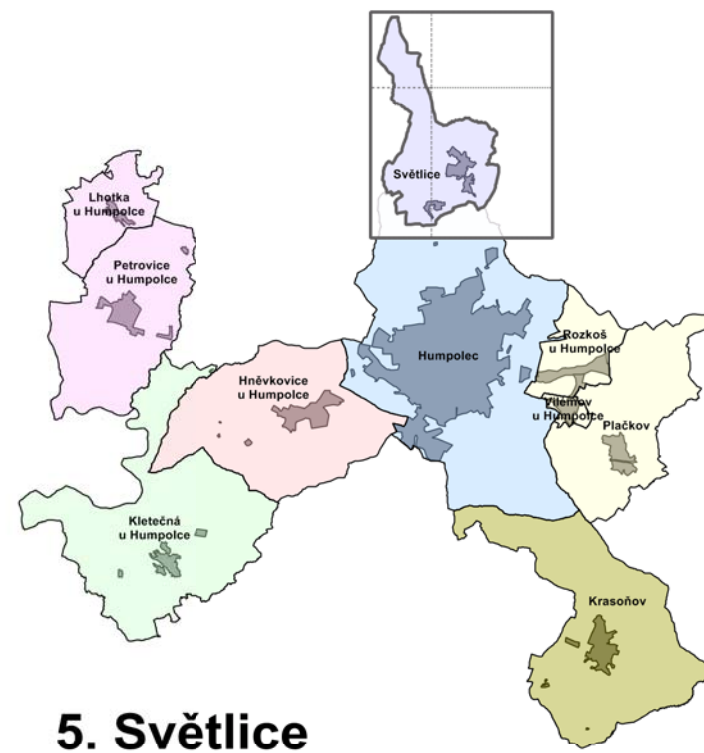 Světlice
Lhotka
u Humpolce
Petrovice
u Humpolce
Humpolec
Rozkoš
u Humpolce
Hněvkovice
u Humpolce
Vilémov
u Humpolce
Plačkov
Kletečná
u Humpolce
Krasoňov
5. Světlice